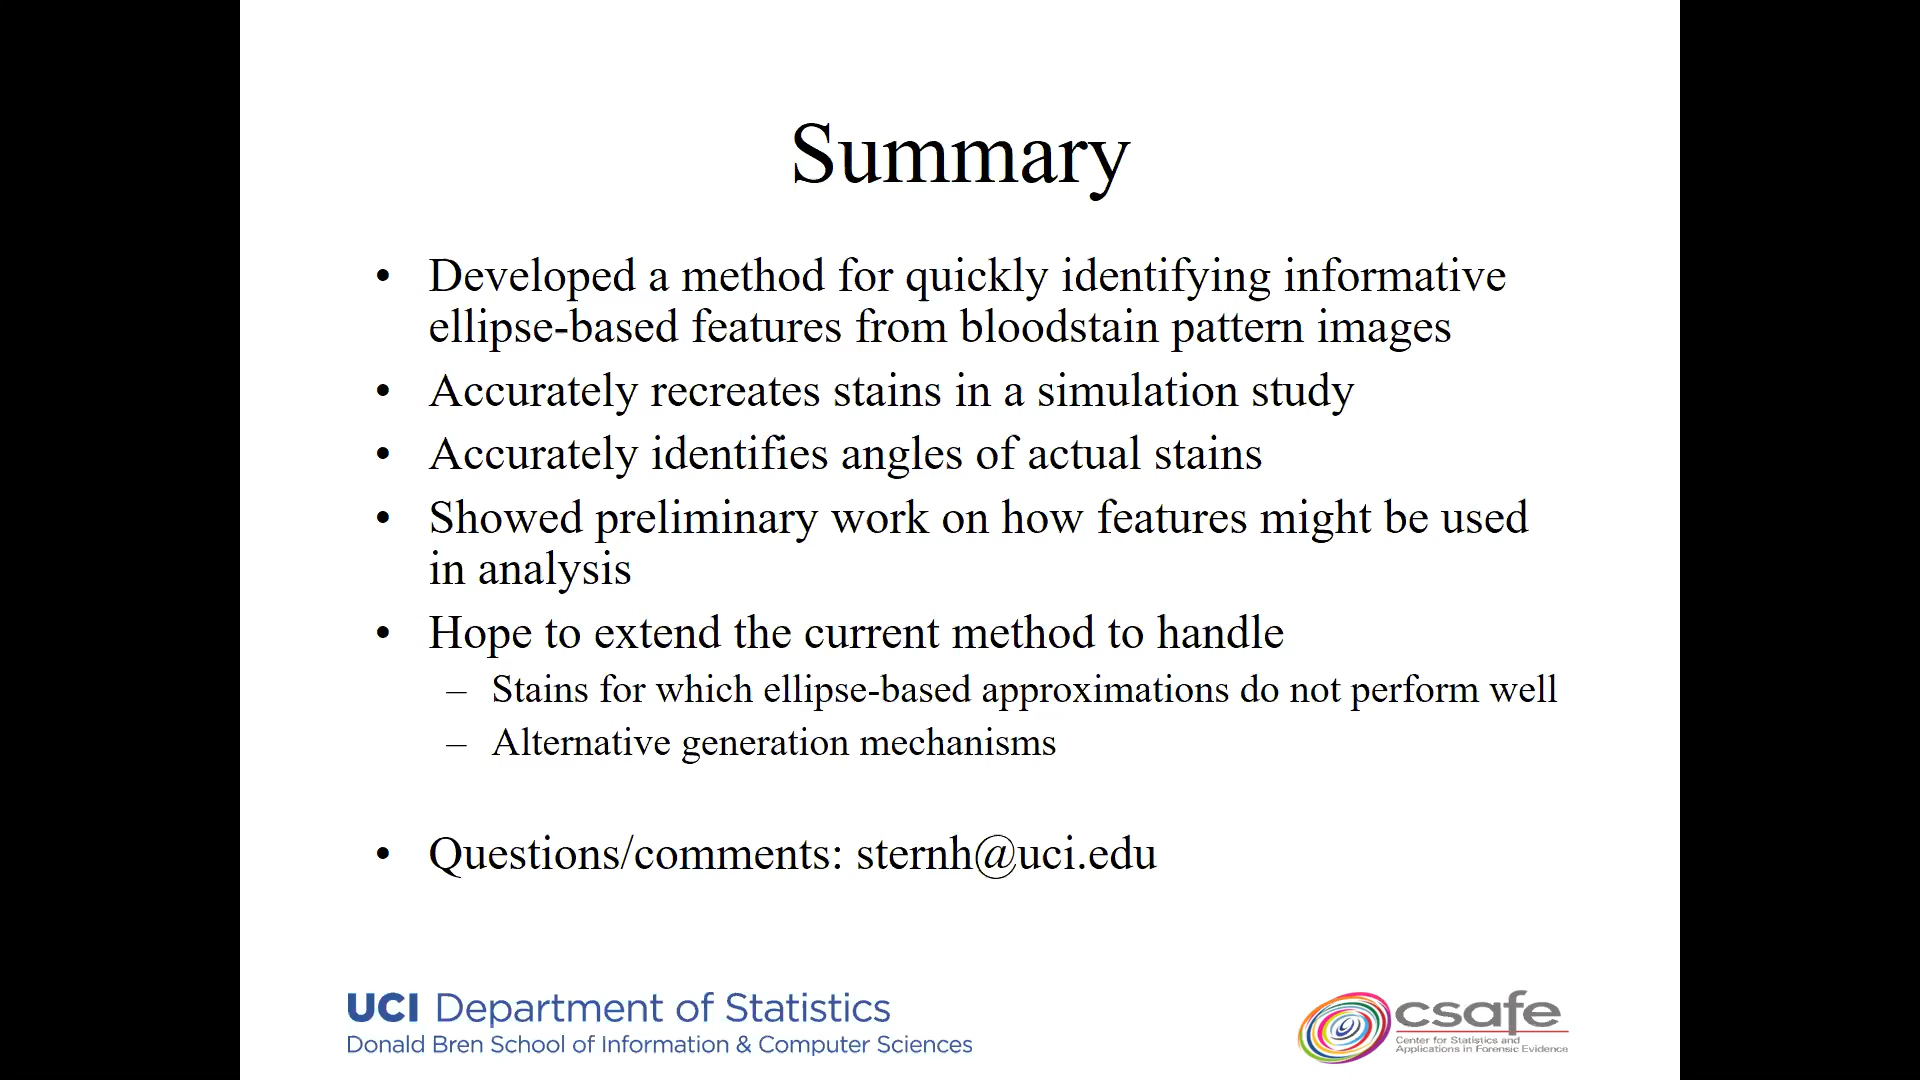 Summary
• Developed a method for quickly identifying informative
ellipse-based features from bloodstain pattern images
• Accurately recreates stains in a simulation study
• Accurately identifies angles of actual stains
• Showed preliminary work on how features might be used
in analysis
• Hope to extend the current method to handle
– Stains for which ellipse-based approximations do not perform well
– Alternative generation mechanisms
• Questions/comments: sternh@uci.edu
UCI Department of Statistics
Donald Bren School of Information & Computer Sciences
csafe
Center for Statistics and
Applications in Forensic Evidence